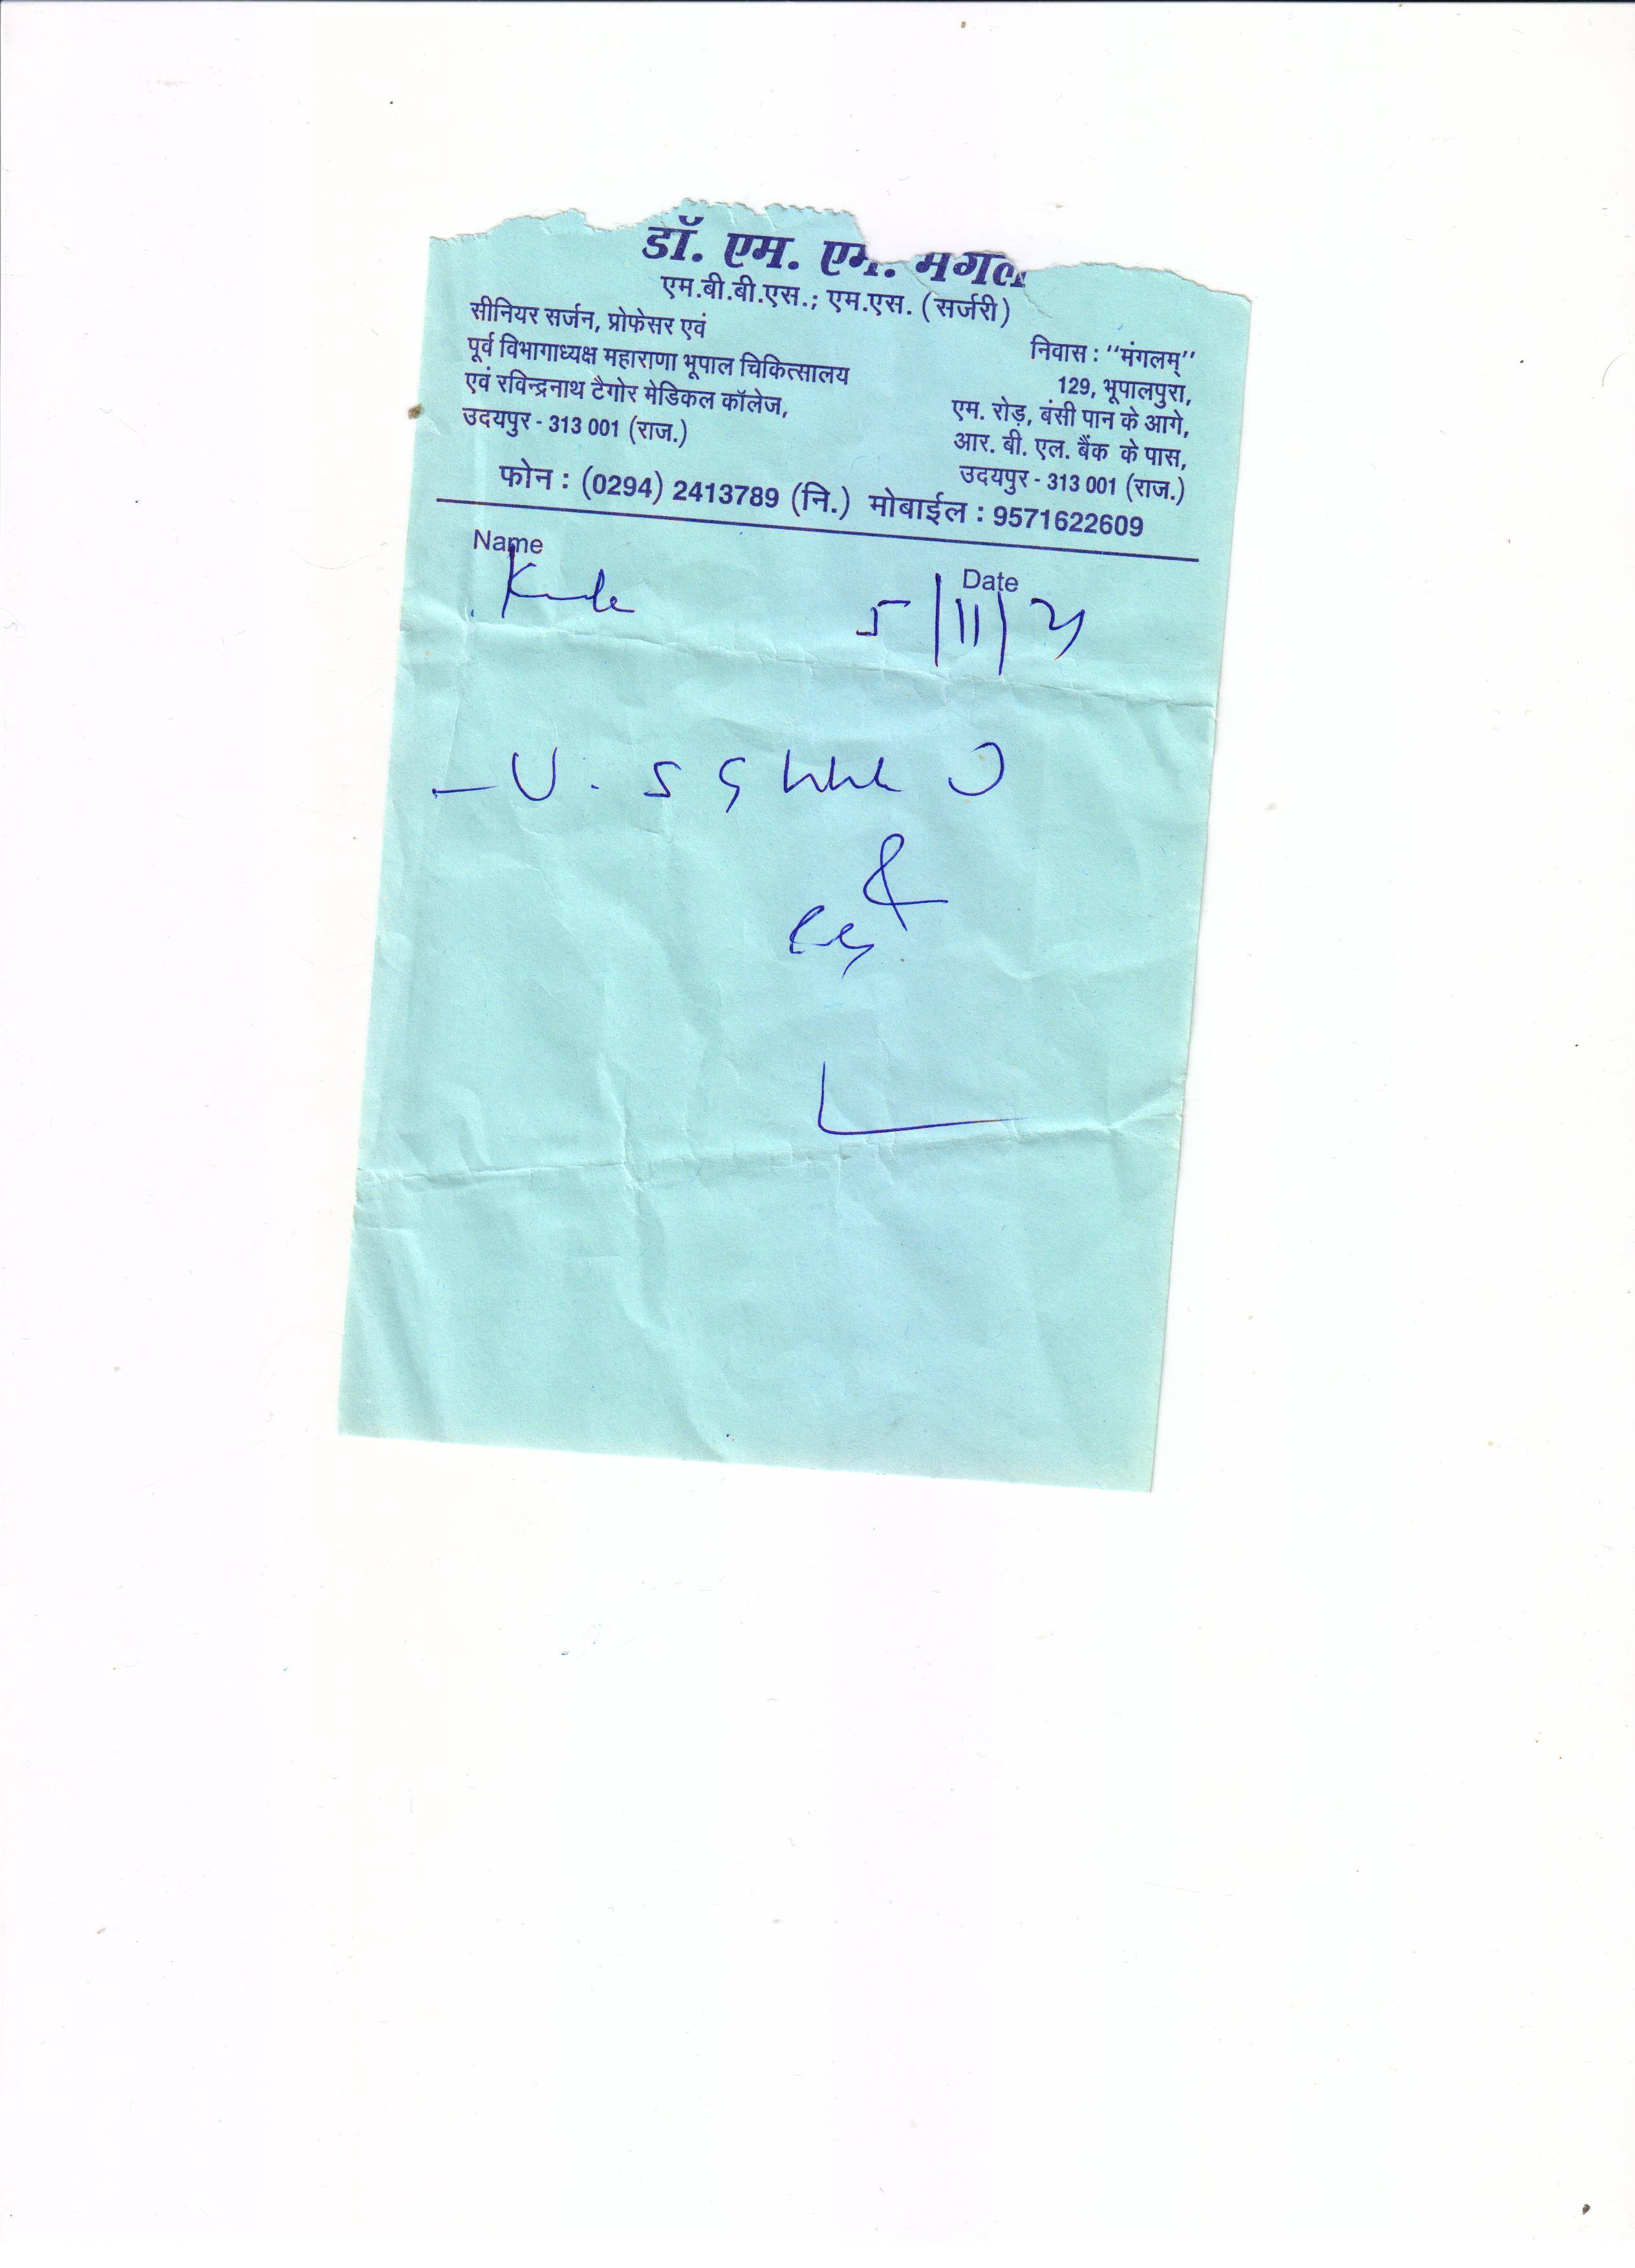 डॉ. एम. एम. मंगल
एम.बी.बी.एस.; एम.एस. (सर्जरी)
सीनियर सर्जन, प्रोफेसर एवं
पूर्व विभागाध्यक्ष महाराणा भूपाल चिकित्सालय
एवं रविन्द्रनाथ टैगोर मेडिकल कॉलेज,
उदयपुर - 313 001 (राज.)
निवास : ‘‘मंगलम्’’
129, भूपालपुरा,
एम. रोड़, बंसी पान के आगे,
आर. बी. एल. बैंक के पास,
उदयपुर - 313 001 (राज.)
फोन : (0294) 2413789 (नि.) मोबाईल : 9571622609
Name
Date
5/11/
- U. S G
&